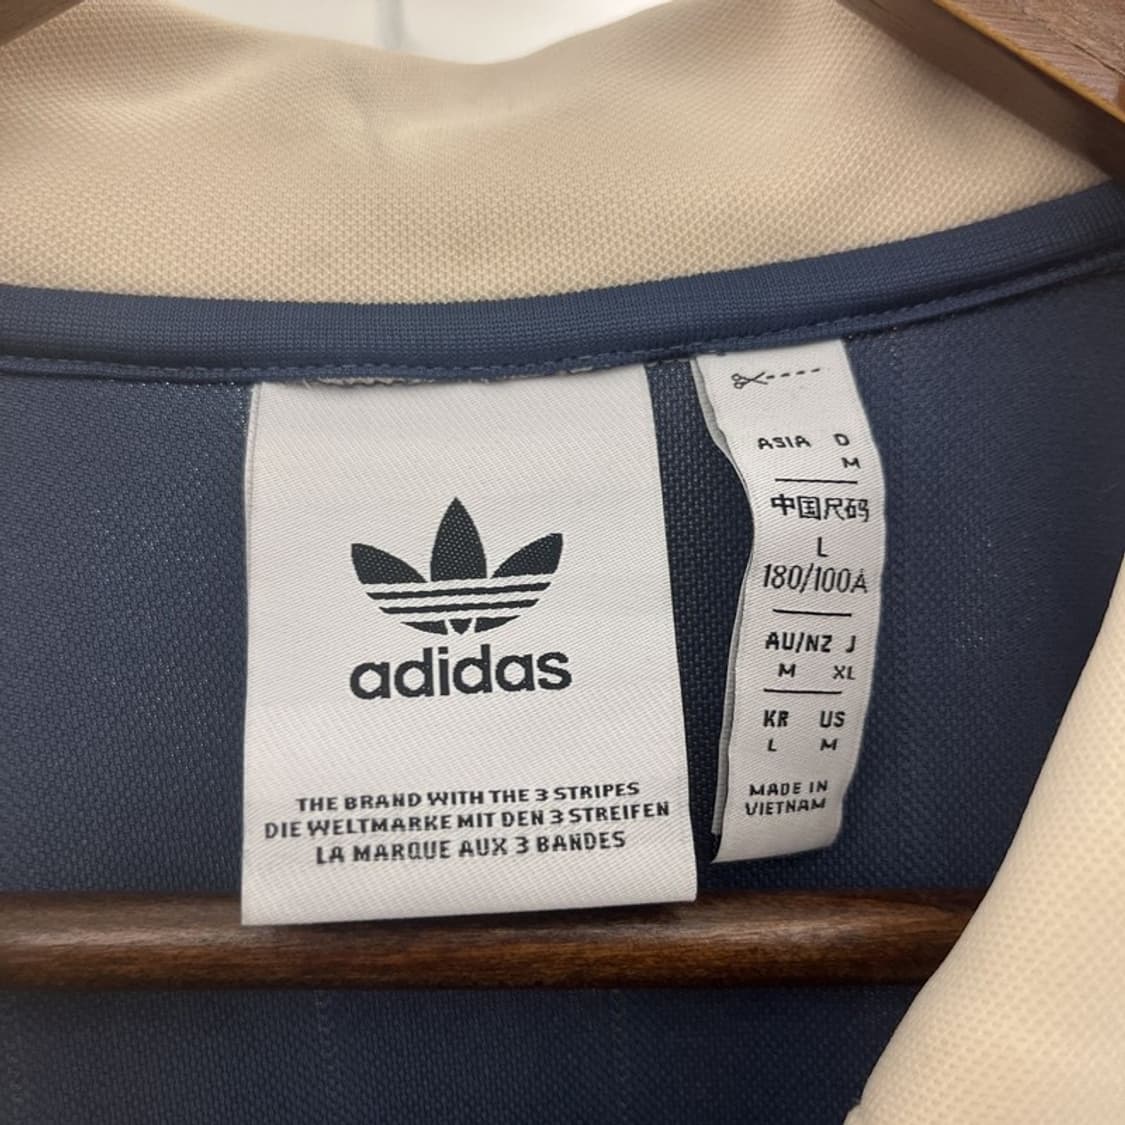 adidas
THE BRAND WITH THE 3 STRIPES
DIE WELTMARKE MIT DEN 3 STREIFEN
LA MARQUE AUX 3 BANDES
ASIA D
M
中国尺码
L
180/100A
AU/NZ J
M XL
KR US
L M
MADE IN
VIETNAM